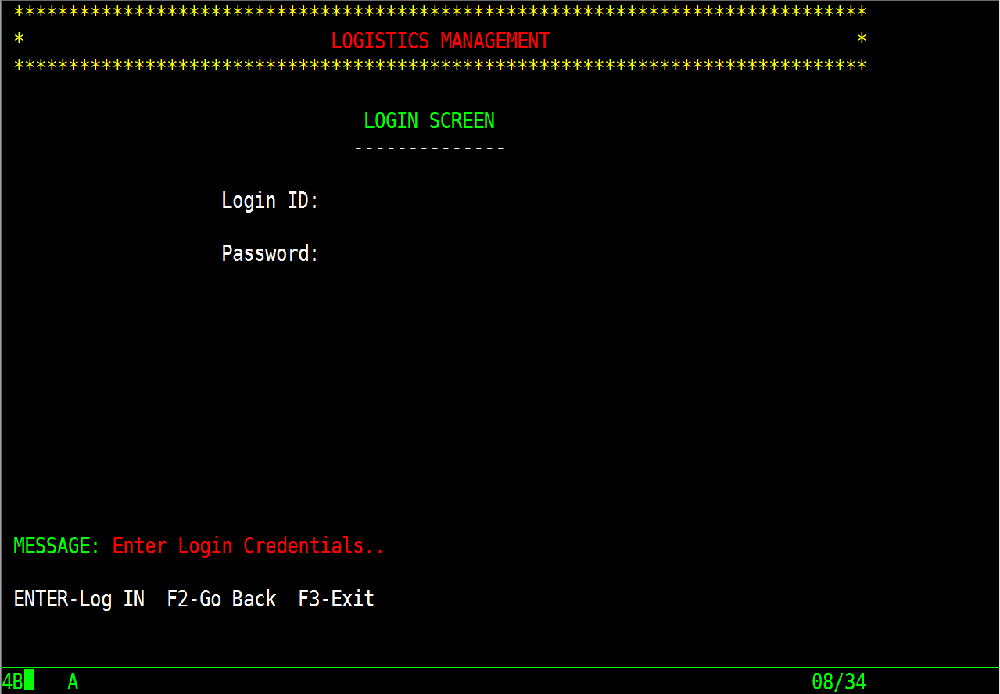 ******************************************************************************
* LOGISTICS MANAGEMENT *
******************************************************************************
LOGIN SCREEN
--------------
Login ID: _____
Password:
MESSAGE: Enter Login Credentials..
ENTER-Log IN F2-Go Back F3-Exit
4B A 08/34